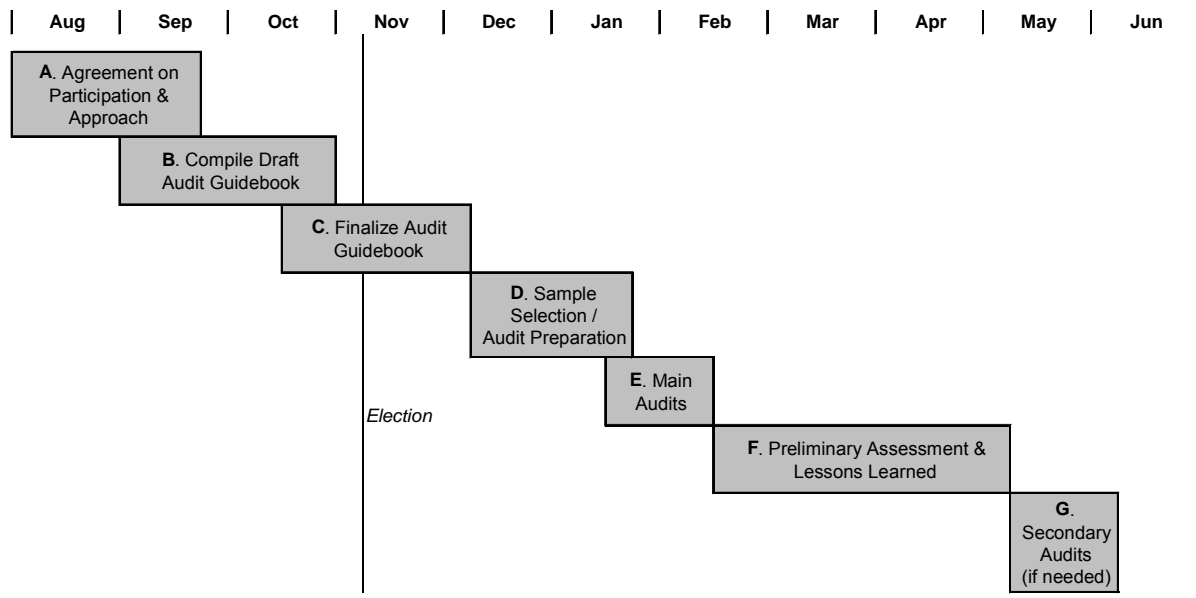 Aug Sep Oct Nov Dec Jan Feb Mar Apr May Jun
A. Agreement on
Participation &
Approach
B. Compile Draft
Audit Guidebook
C. Finalize Audit
Guidebook
D. Sample
Selection /
Audit Preparation
E. Main
Audits
Election
F. Preliminary Assessment &
Lessons Learned
G.
Secondary
Audits
(if needed)